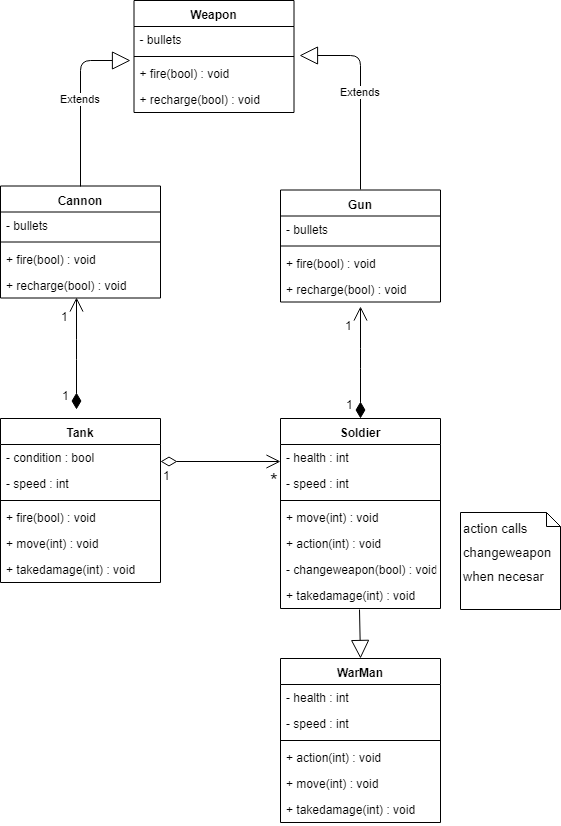 Weapon
- bullets
+ fire(bool) : void
+ recharge(bool) : void
Extends
Extends
Cannon
- bullets
+ fire(bool) : void
+ recharge(bool) : void
Gun
- bullets
+ fire(bool) : void
+ recharge(bool) : void
1
1
1
1
Tank
- condition : bool
- speed : int
+ fire(bool) : void
+ move(int) : void
+ takedamage(int) : void
1
*
Soldier
- health : int
- speed : int
+ move(int) : void
+ action(int) : void
- changeweapon(bool) : void
+ takedamage(int) : void
action calls
changeweapon
when necesar
WarMan
- health : int
- speed : int
+ action(int) : void
+ move(int) : void
+ takedamage(int) : void